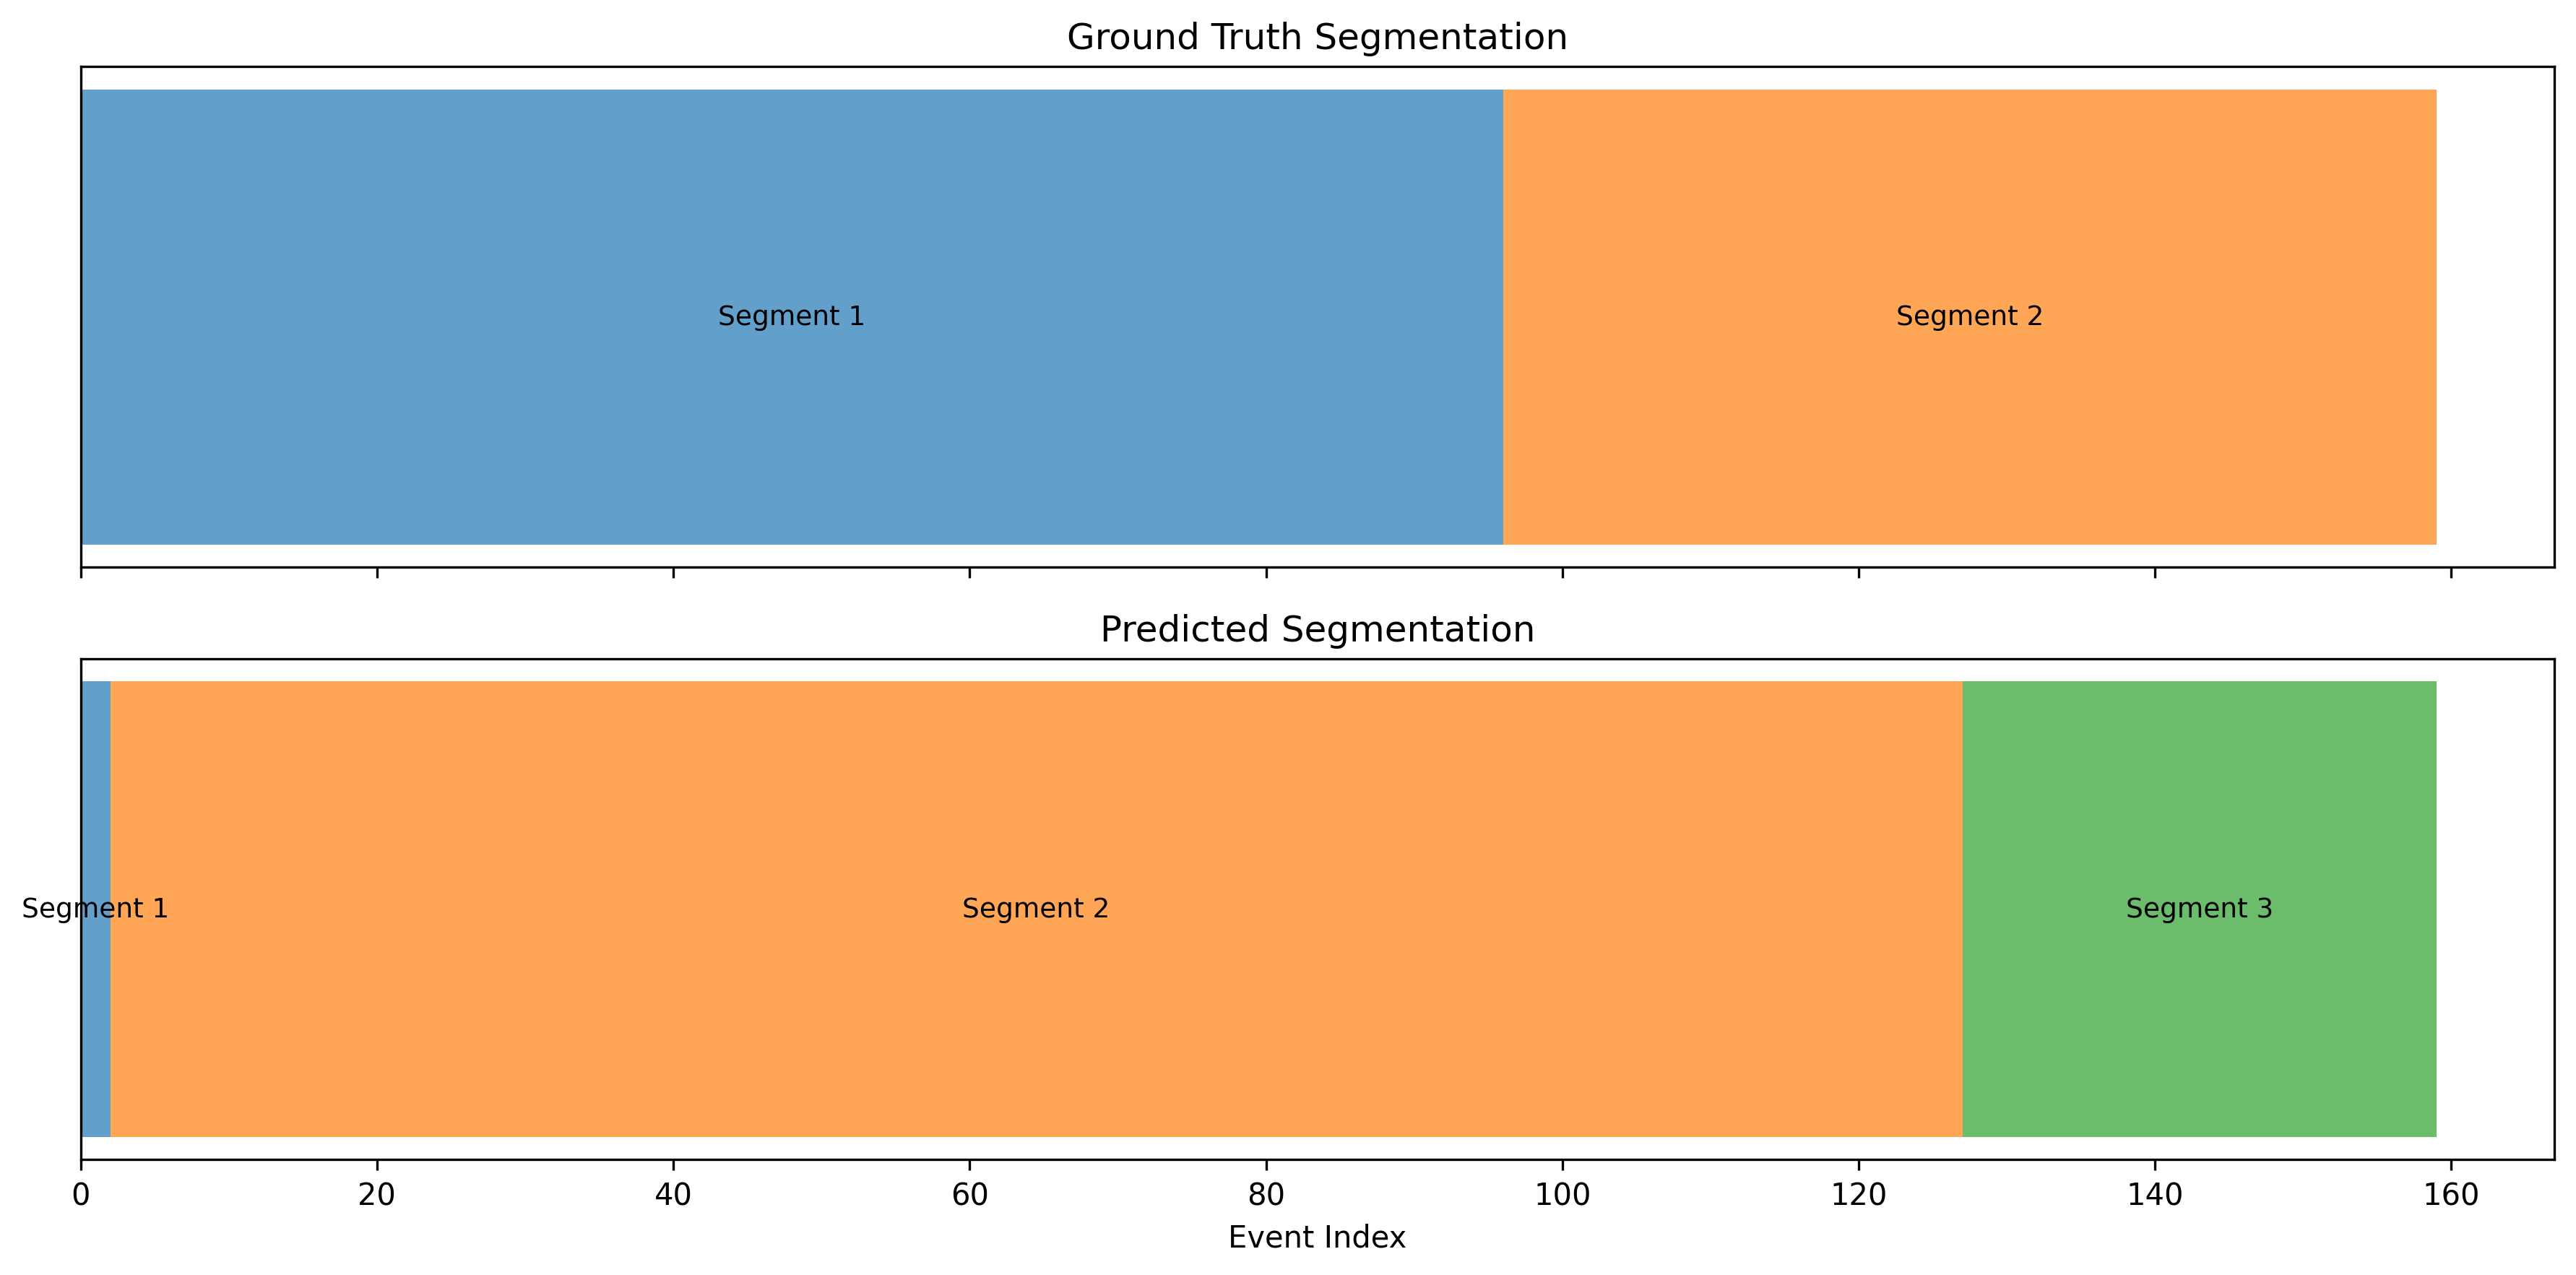 Ground Truth Segmentation
Segment 1 Segment 2
Predicted Segmentation
Segment 1 Segment 2 Segment 3
0 20 40 60 80 100 120 140 160
Event Index